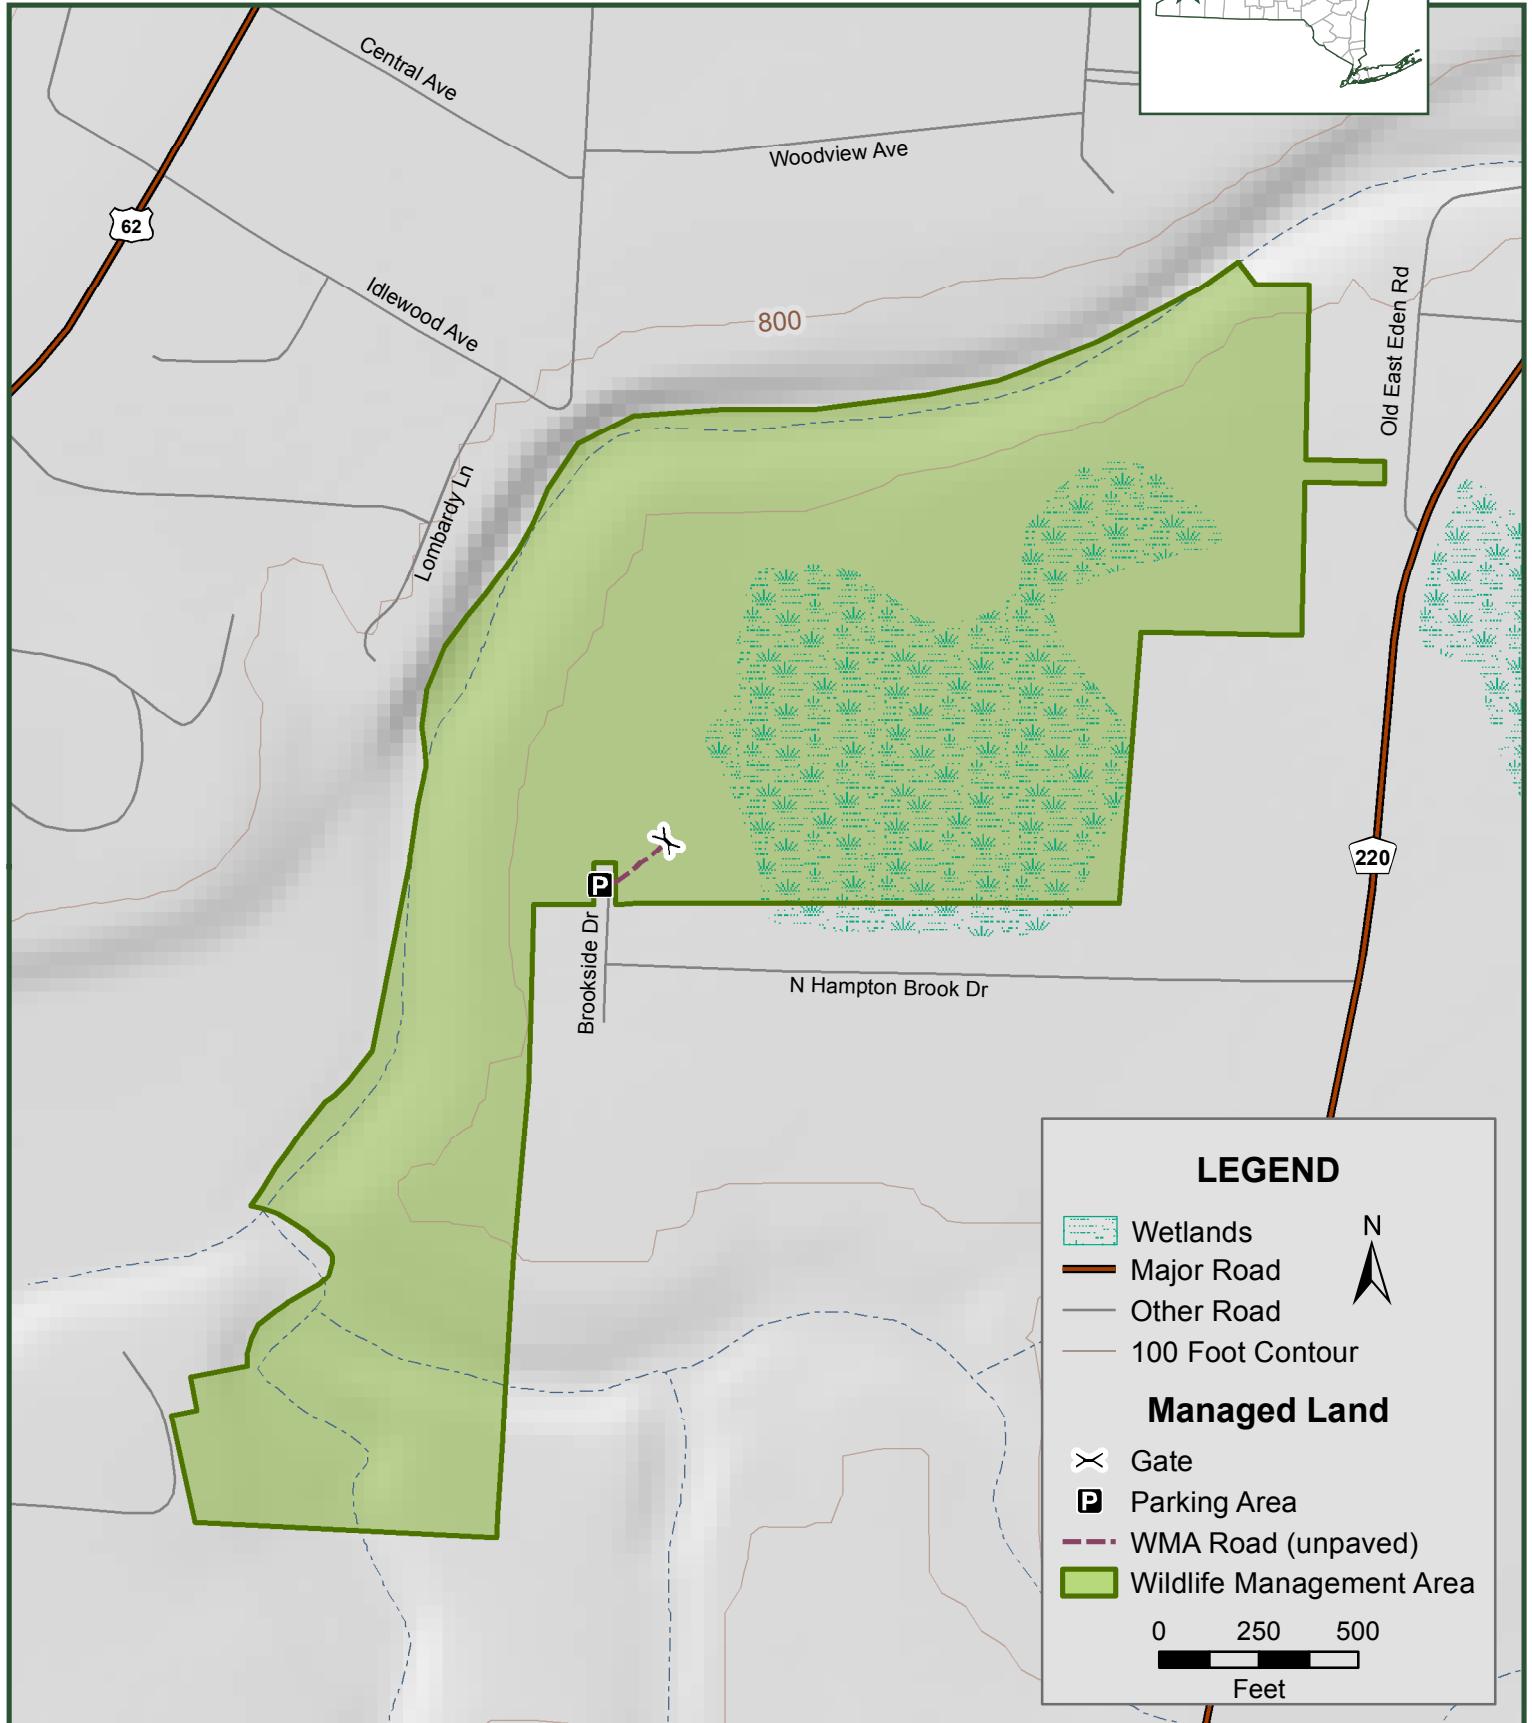 Central Ave
Woodview Ave
62
Idlewood Ave
800
Old East Eden Rd
Lombardy Ln
220
P
Brookside Dr
N Hampton Brook Dr
LEGEND
N
Wetlands
Major Road
Other Road
100 Foot Contour
Managed Land
Gate
P Parking Area
WMA Road (unpaved)
Wildlife Management Area
0 250 500
Feet